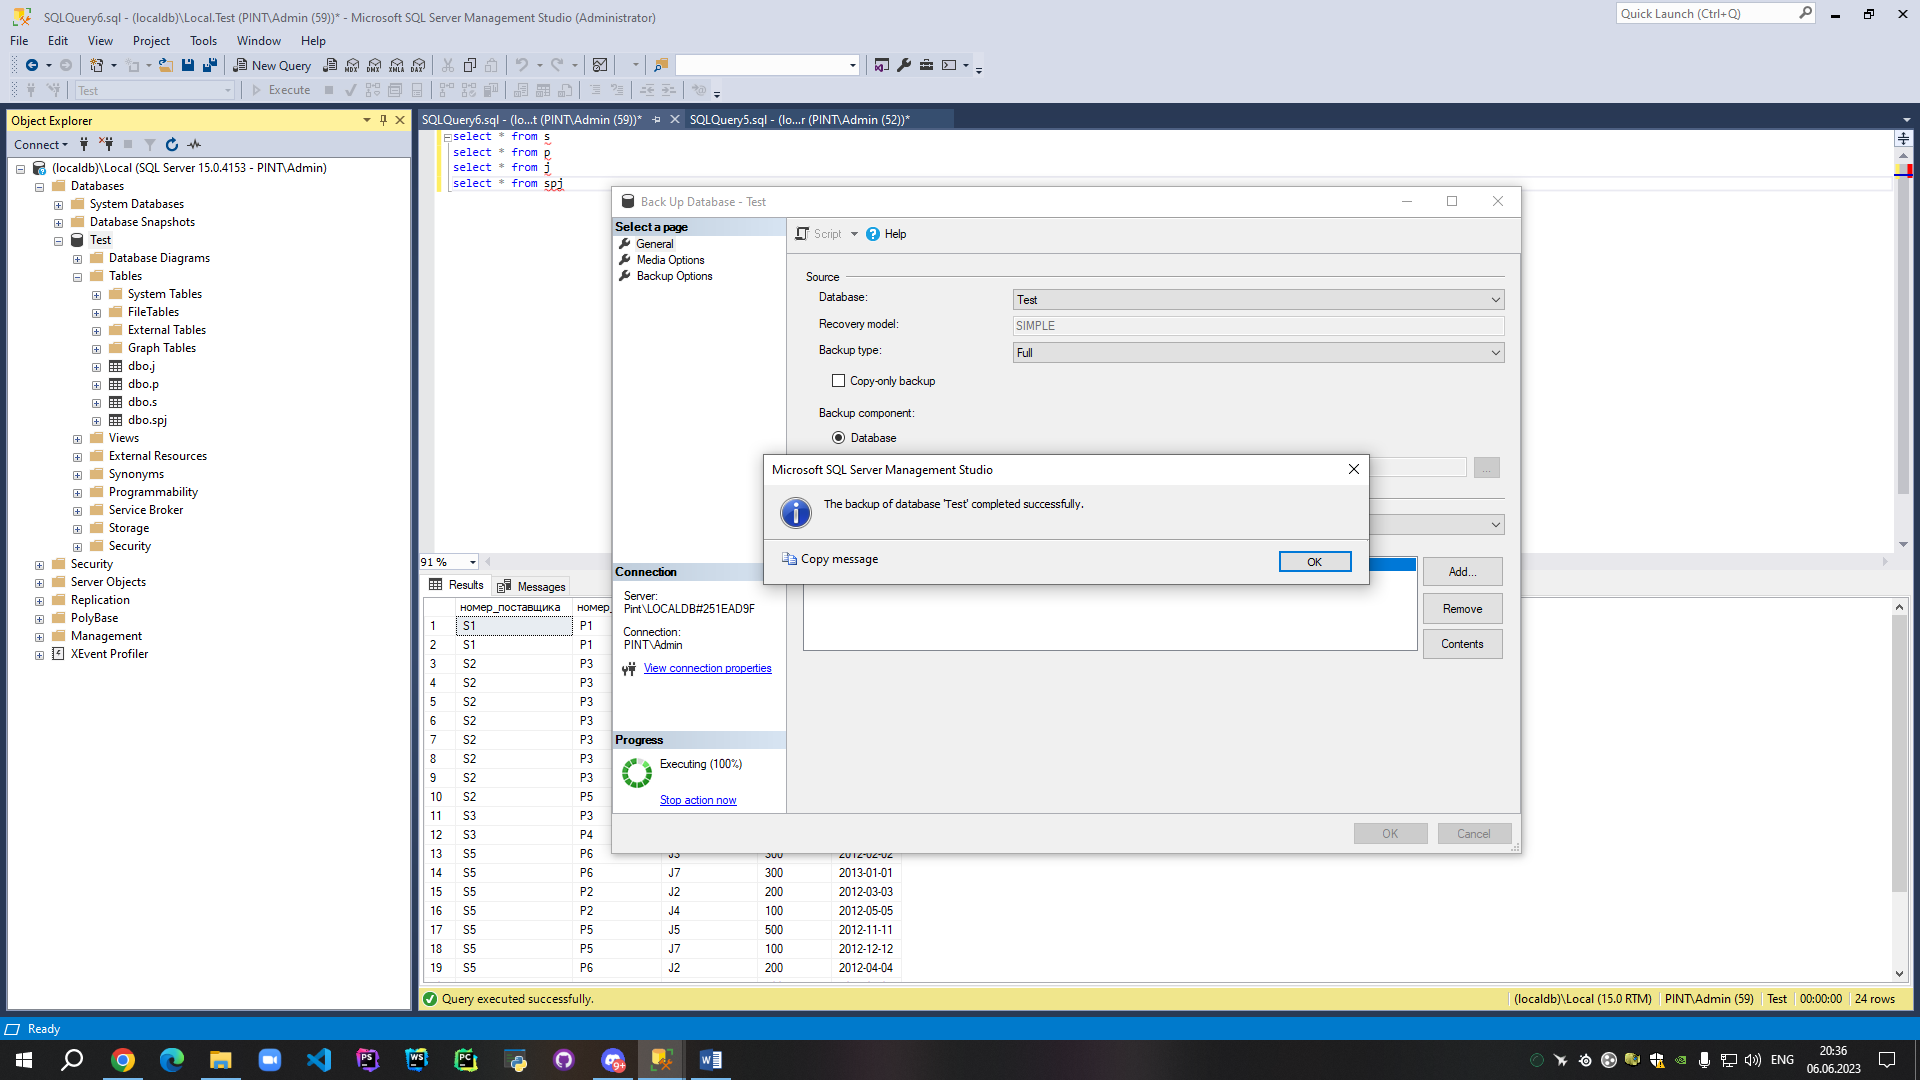 SQLQuery6.sql - (localdb)\Local.Test (PINT\Admin (59))* - Microsoft SQL Server Management Studio (Administrator)
Quick Launch (Ctrl+Q)
File Edit View Project Tools Window Help
New Query
MDX DMX XMLA DAX
Test
Execute
Object Explorer
SQLQuery6.sql - (lo...t (PINT\Admin (59))*
SQLQuery5.sql - (lo...r (PINT\Admin (52))*
Connect
(localdb)\Local (SQL Server 15.0.4153 - PINT\Admin)
Databases
System Databases
Database Snapshots
Test
Database Diagrams
Tables
System Tables
FileTables
External Tables
Graph Tables
dbo.j
dbo.p
dbo.s
dbo.spj
Views
External Resources
Synonyms
Programmability
Service Broker
Storage
Security
Security
Server Objects
Replication
PolyBase
Management
XEvent Profiler
select * from s
select * from p
select * from j
select * from spj
91 %
Results
Messages
номер_поставщика номер_
1 S1 P1
2 S1 P1
3 S2 P3
4 S2 P3
5 S2 P3
6 S2 P3
7 S2 P3
8 S2 P3
9 S2 P3
10 S2 P5
11 S3 P3
12 S3 P4
13 S5 P6 J3 300 2012-02-02
14 S5 P6 J7 300 2013-01-01
15 S5 P2 J2 200 2012-03-03
16 S5 P2 J4 100 2012-05-05
17 S5 P5 J5 500 2012-11-11
18 S5 P5 J7 100 2012-12-12
19 S5 P6 J2 200 2012-04-04
Back Up Database - Test
Select a page
General
Media Options
Backup Options
Script
Help
Source
Database:
Test
Recovery model:
SIMPLE
Backup type:
Full
Copy-only backup
Backup component:
Database
...
Microsoft SQL Server Management Studio
The backup of database 'Test' completed successfully.
Copy message
OK
Add...
Remove
Contents
Connection
Server:
Pint\LOCALDB#251EAD9F
Connection:
PINT\Admin
View connection properties
Progress
Executing (100%)
Stop action now
OK
Cancel
Query executed successfully.
(localdb)\Local (15.0 RTM) PINT\Admin (59) Test 00:00:00 24 rows
Ready
PS
WS
PC
9+
ENG
20:36
06.06.2023